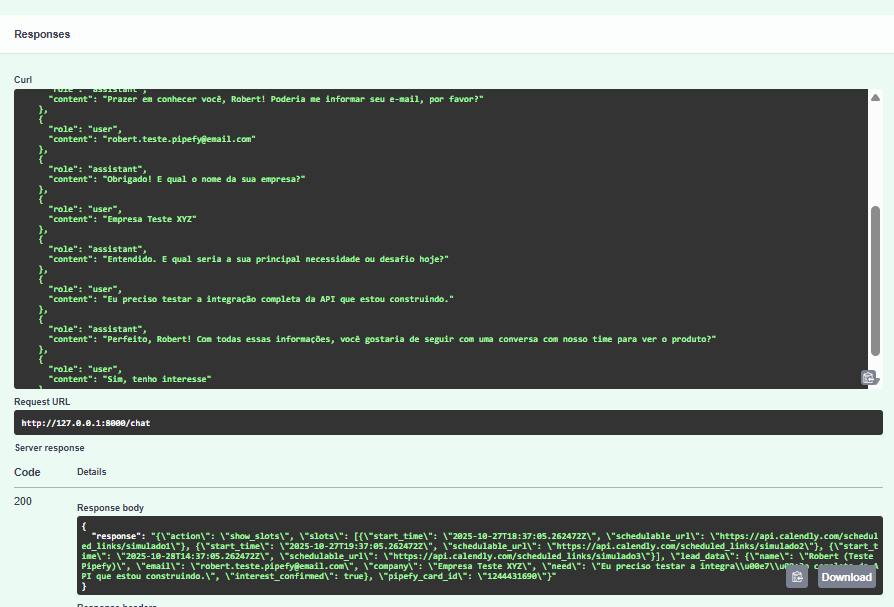 Responses
Curl
"role": "assistant",
"content": "Prazer em conhecer você, Robert! Poderia me informar seu e-mail, por favor?"
},
{
"role": "user",
"content": "robert.teste.pipefy@email.com"
},
{
"role": "assistant",
"content": "Obrigado! E qual o nome da sua empresa?"
},
{
"role": "user",
"content": "Empresa Teste XYZ"
},
{
"role": "assistant",
"content": "Entendido. E qual seria a sua principal necessidade ou desafio hoje?"
},
{
"role": "user",
"content": "Eu preciso testar a integração completa da API que estou construindo."
},
{
"role": "assistant",
"content": "Perfeito, Robert! Com todas essas informações, você gostaria de seguir com uma conversa com nosso time para ver o produto?"
},
{
"role": "user",
"content": "Sim, tenho interesse"
Request URL
http://127.0.0.1:8000/chat
Server response
Code Details
200
Response body
{
"response": "{\"action\": \"show_slots\", \"slots\": [{\"start_time\": \"2025-10-27T18:37:05.262472Z\", \"schedulable_url\": \"https://api.calendly.com/schedul
ed_links/simulado1\"}, {\"start_time\": \"2025-10-27T19:37:05.262472Z\", \"schedulable_url\": \"https://api.calendly.com/scheduled_links/simulado2\"}, {\"start_t
ime\": \"2025-10-28T14:37:05.262472Z\", \"schedulable_url\": \"https://api.calendly.com/scheduled_links/simulado3\"}], \"lead_data\": {\"name\": \"Robert (Teste
Pipefy)\", \"email\": \"robert.teste.pipefy@email.com\", \"company\": \"Empresa Teste XYZ\", \"need\": \"Eu preciso testar a integra\\u00e7\\u00e3o completa da A
PI que estou construindo.\", \"interest_confirmed\": true}, \"pipefy_card_id\": \"1244431690\"}"
}
Download